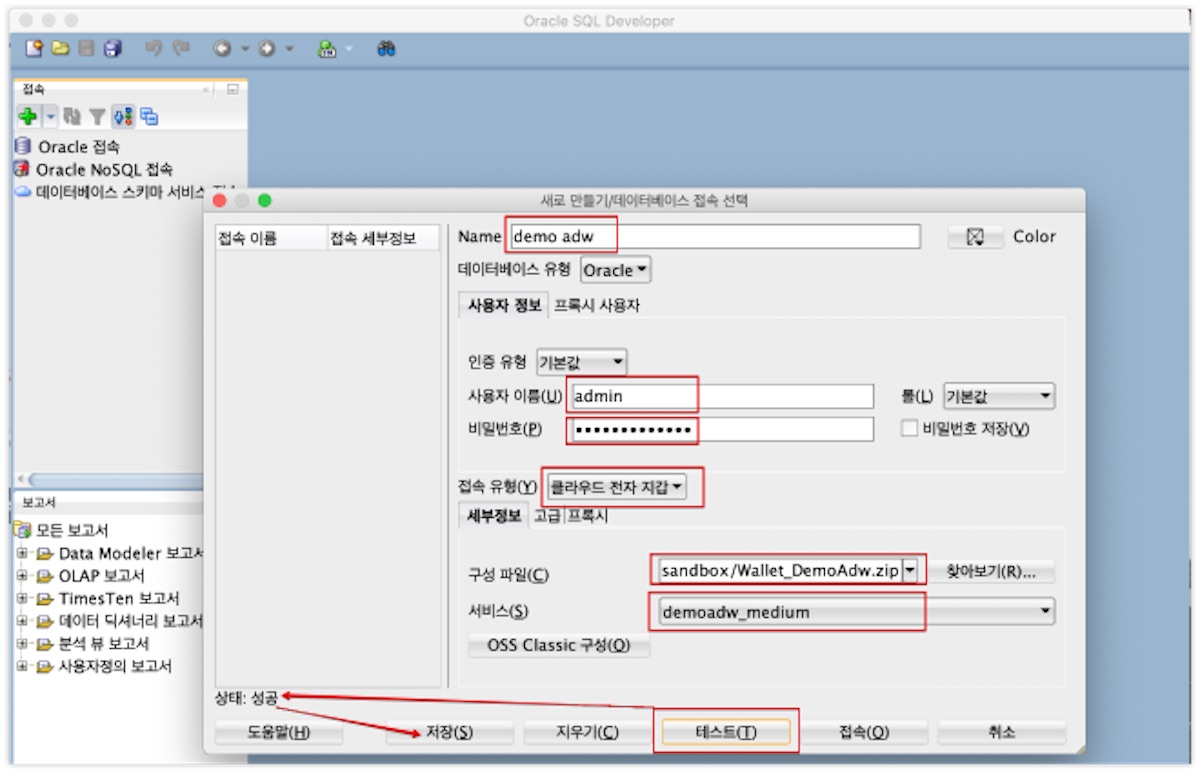 Oracle SQL Developer
접속
Oracle 접속
Oracle NoSQL 접속
데이터베이스 스키마 서비스
새로 만들기/데이터베이스 접속 선택
접속 이름 접속 세부정보
Name demo adw Color
데이터베이스 유형 Oracle
사용자 정보 프록시 사용자
인증 유형 기본값
사용자 이름(U) admin 롤(L) 기본값
비밀번호(P) ••••••••••••• 비밀번호 저장(V)
접속 유형(Y) 클라우드 전자 지갑
세부정보 고급 프록시
구성 파일(C) sandbox/Wallet_DemoAdw.zip 찾아보기(R)...
서비스(S) demoadw_medium
OSS Classic 구성(O)
보고서
모든 보고서
Data Modeler 보고서
OLAP 보고서
TimesTen 보고서
데이터 딕셔너리 보고서
분석 뷰 보고서
사용자정의 보고서
상태: 성공
도움말(H) 저장(S) 지우기(C) 테스트(T) 접속(O) 취소